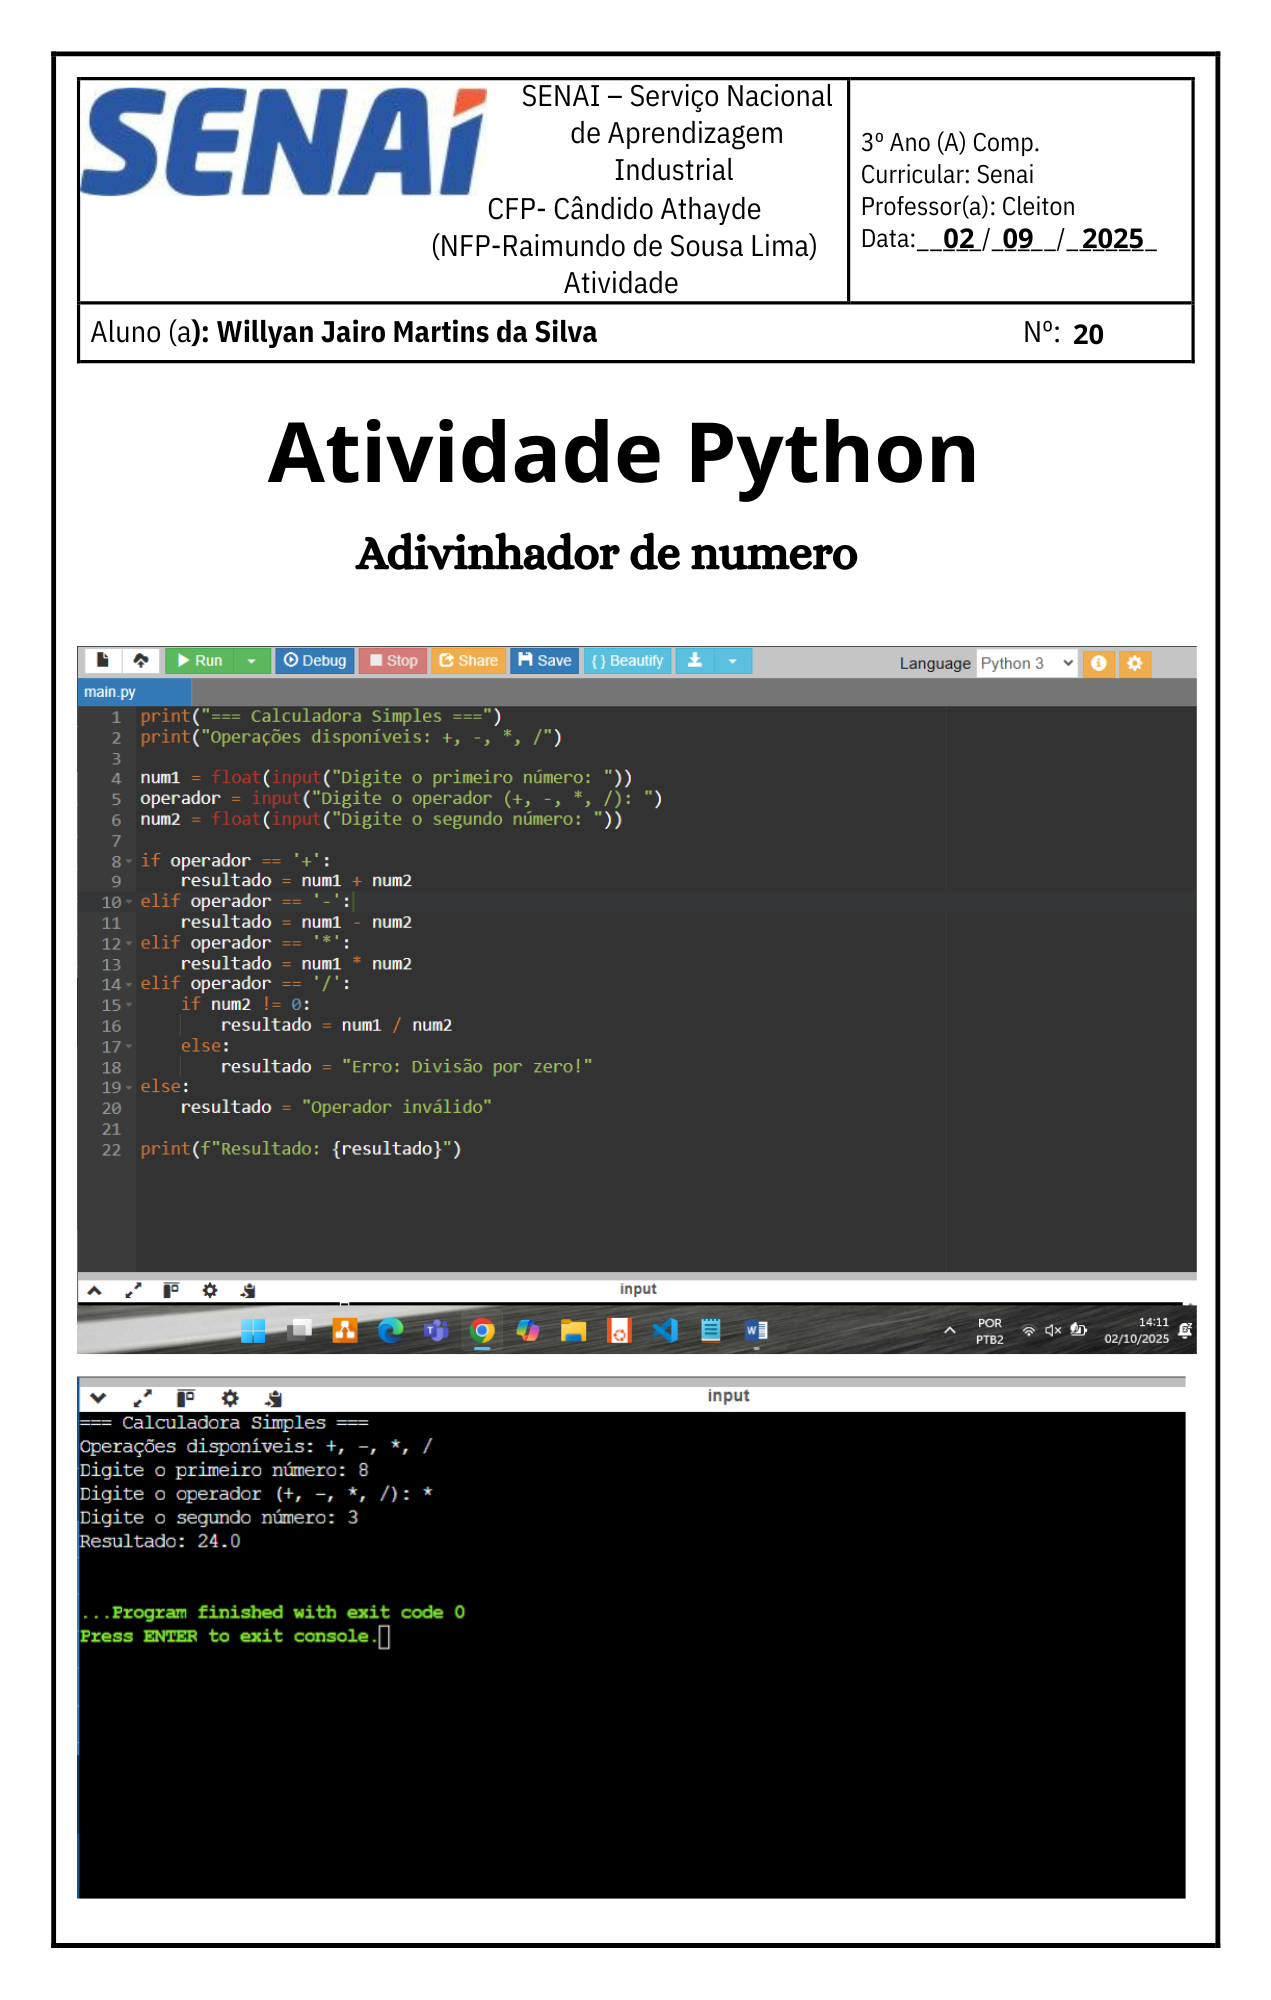 SENAI
SENAI – Serviço Nacional
de Aprendizagem
Industrial
CFP- Cândido Athayde
(NFP-Raimundo de Sousa Lima)
Atividade
3º Ano (A) Comp.
Curricular: Senai
Professor(a): Cleiton
Data:__02_/_09__/_2025_
Aluno (a): Willyan Jairo Martins da Silva Nº: 20
Atividade Python
Adivinhador de numero
Run Debug Stop Share Save { } Beautify Language Python 3
main.py
1 print("=== Calculadora Simples ===")
2 print("Operações disponíveis: +, -, *, /")
3
4 num1 = float(input("Digite o primeiro número: "))
5 operador = input("Digite o operador (+, -, *, /): ")
6 num2 = float(input("Digite o segundo número: "))
7
8 if operador == '+':
9     resultado = num1 + num2
10 elif operador == '-':
11     resultado = num1 - num2
12 elif operador == '*':
13     resultado = num1 * num2
14 elif operador == '/':
15     if num2 != 0:
16         resultado = num1 / num2
17     else:
18         resultado = "Erro: Divisão por zero!"
19 else:
20     resultado = "Operador inválido"
21
22 print(f"Resultado: {resultado}")
input
POR
PTB2
14:11
02/10/2025
input
=== Calculadora Simples ===
Operações disponíveis: +, -, *, /
Digite o primeiro número: 8
Digite o operador (+, -, *, /): *
Digite o segundo número: 3
Resultado: 24.0
...Program finished with exit code 0
Press ENTER to exit console.